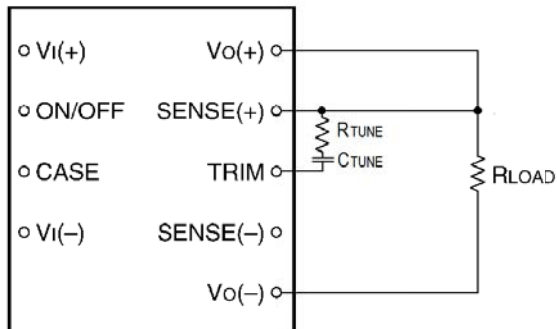 VI(+)
VO(+)
ON/OFF
SENSE(+)
RTUNE
CTUNE
CASE
TRIM
RLOAD
VI(–)
SENSE(–)
VO(–)